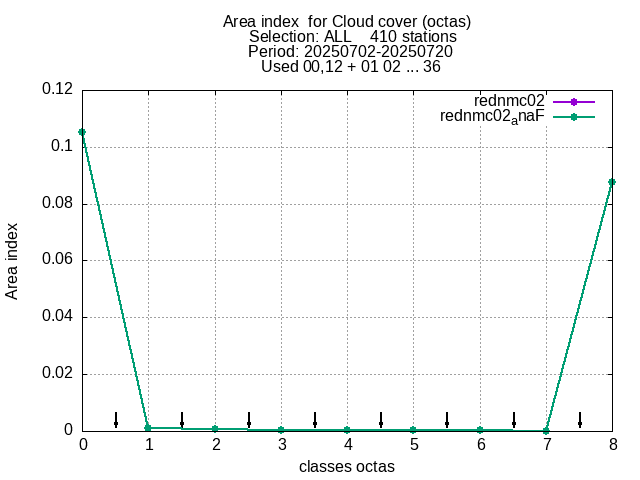 Area index  for Cloud cover (octas)
Selection: ALL    410 stations
Period: 20250702-20250720
Used 00,12 + 01 02 ... 36
rednmc02
rednmc02anaF
0.12
0.1
0.08
0.06
0.04
0.02
0
Area index
0 1 2 3 4 5 6 7 8
classes octas